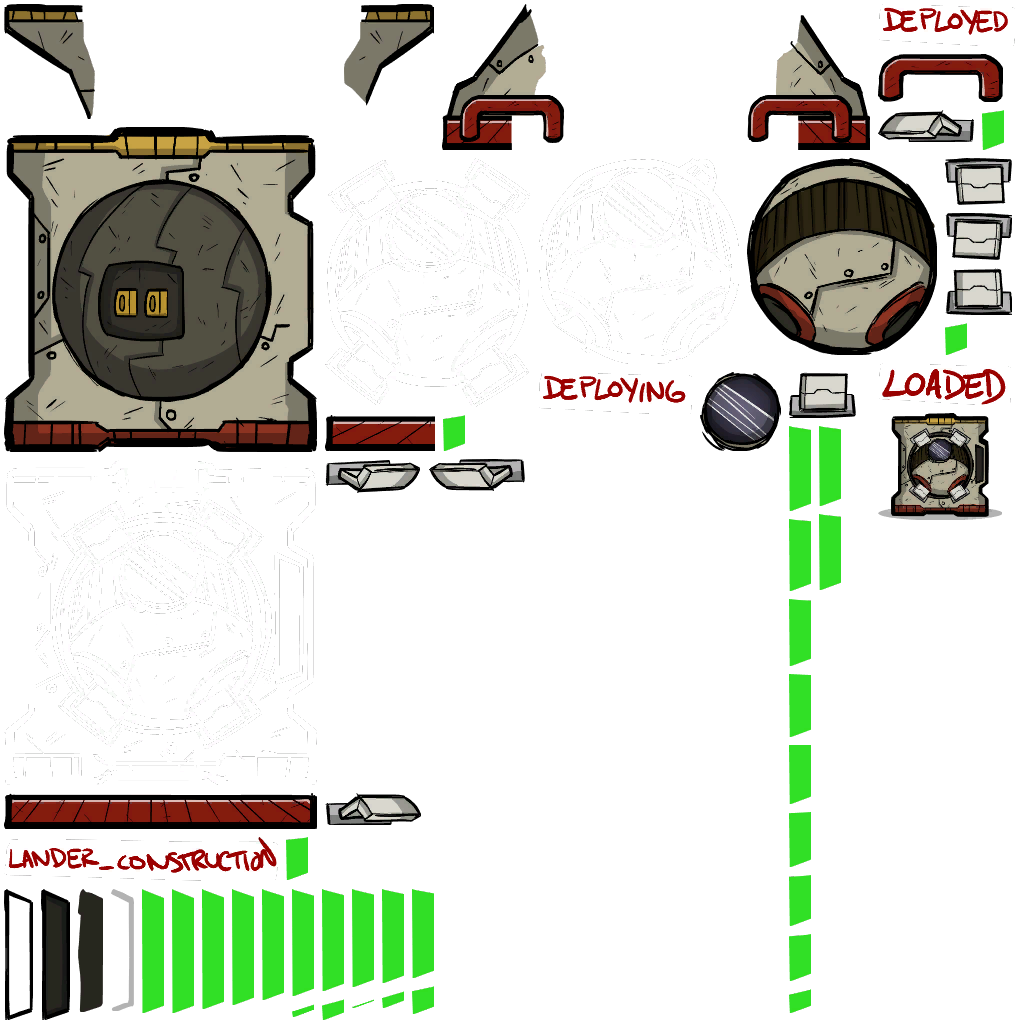 DEPLOYED
DEPLOYING
LOADED
LANDER_CONSTRUCTION